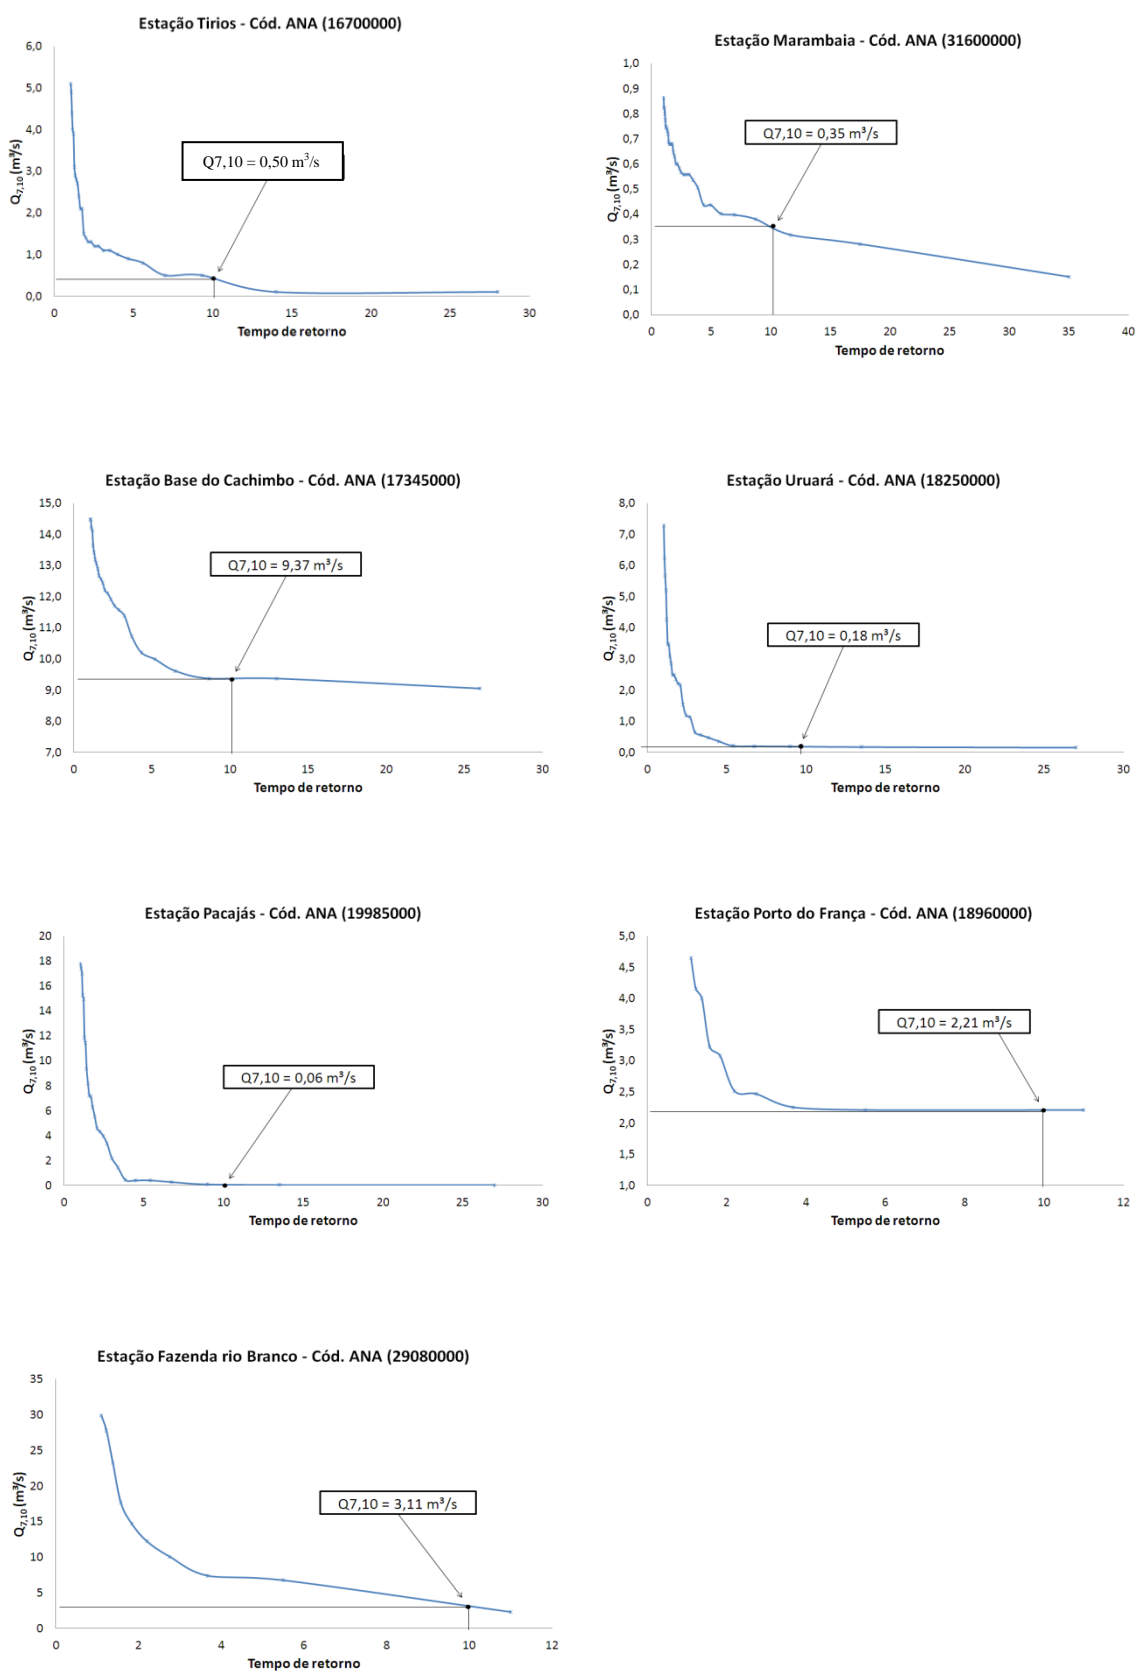 Estação Tirios - Cód. ANA (16700000)
6,0
5,0
4,0
3,0
2,0
1,0
0,0
Q7,10 (m³/s)
Q7,10 = 0,50 m³/s
0 5 10 15 20 25 30
Tempo de retorno
Estação Marambaia - Cód. ANA (31600000)
1,0
0,9
0,8
0,7
0,6
0,5
0,4
0,3
0,2
0,1
0,0
Q7,10 (m³/s)
Q7,10 = 0,35 m³/s
0 5 10 15 20 25 30 35 40
Tempo de retorno
Estação Base do Cachimbo - Cód. ANA (17345000)
15,0
14,0
13,0
12,0
11,0
10,0
9,0
8,0
7,0
Q7,10 (m³/s)
Q7,10 = 9,37 m³/s
0 5 10 15 20 25 30
Tempo de retorno
Estação Uruará - Cód. ANA (18250000)
8,0
7,0
6,0
5,0
4,0
3,0
2,0
1,0
0,0
Q7,10 (m³/s)
Q7,10 = 0,18 m³/s
0 5 10 15 20 25 30
Tempo de retorno
Estação Pacajás - Cód. ANA (19985000)
20
18
16
14
12
10
8
6
4
2
0
Q7,10 (m³/s)
Q7,10 = 0,06 m³/s
0 5 10 15 20 25 30
Tempo de retorno
Estação Porto do França - Cód. ANA (18960000)
5,0
4,5
4,0
3,5
3,0
2,5
2,0
1,5
1,0
Q7,10 (m³/s)
Q7,10 = 2,21 m³/s
0 2 4 6 8 10 12
Tempo de retorno
Estação Fazenda rio Branco - Cód. ANA (29080000)
35
30
25
20
15
10
5
0
Q7,10 (m³/s)
Q7,10 = 3,11 m³/s
0 2 4 6 8 10 12
Tempo de retorno